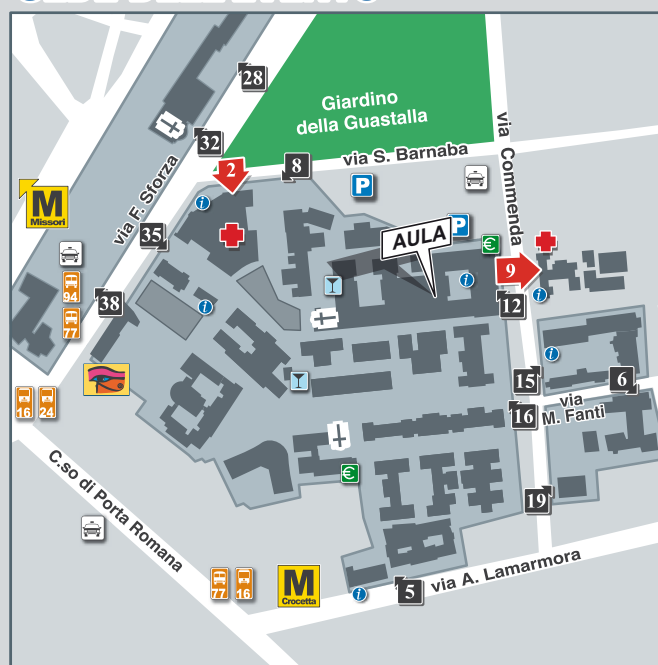 28
Giardino
della Guastalla
32
via Commenda
via S. Barnaba
8
2
i
P
M
Missori
via F. Sforza
35
P
AULA
€
94
9
i
i
12
38
i
77
i
15
6
16
24
16
via
M. Fanti
C.so di Porta Romana
€
19
77
16
M
Crocetta
i
5
via A. Lamarmora